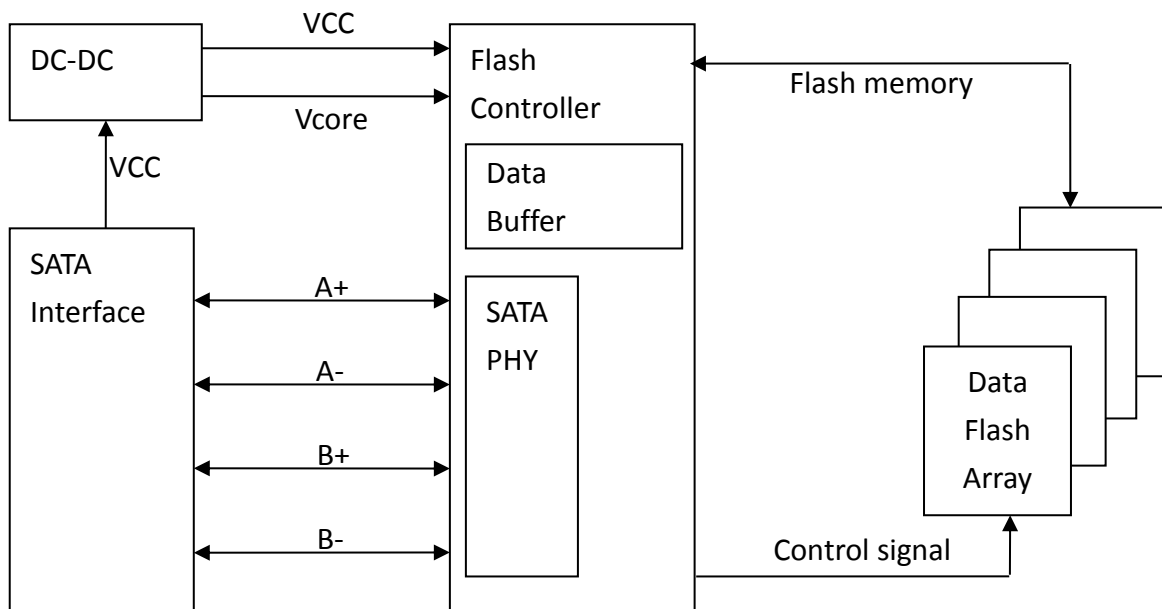 VCC
DC-DC
Flash
Controller
Flash memory
Vcore
VCC
Data
Buffer
SATA
Interface
A+
SATA
PHY
A-
Data
Flash
Array
B+
B-
Control signal